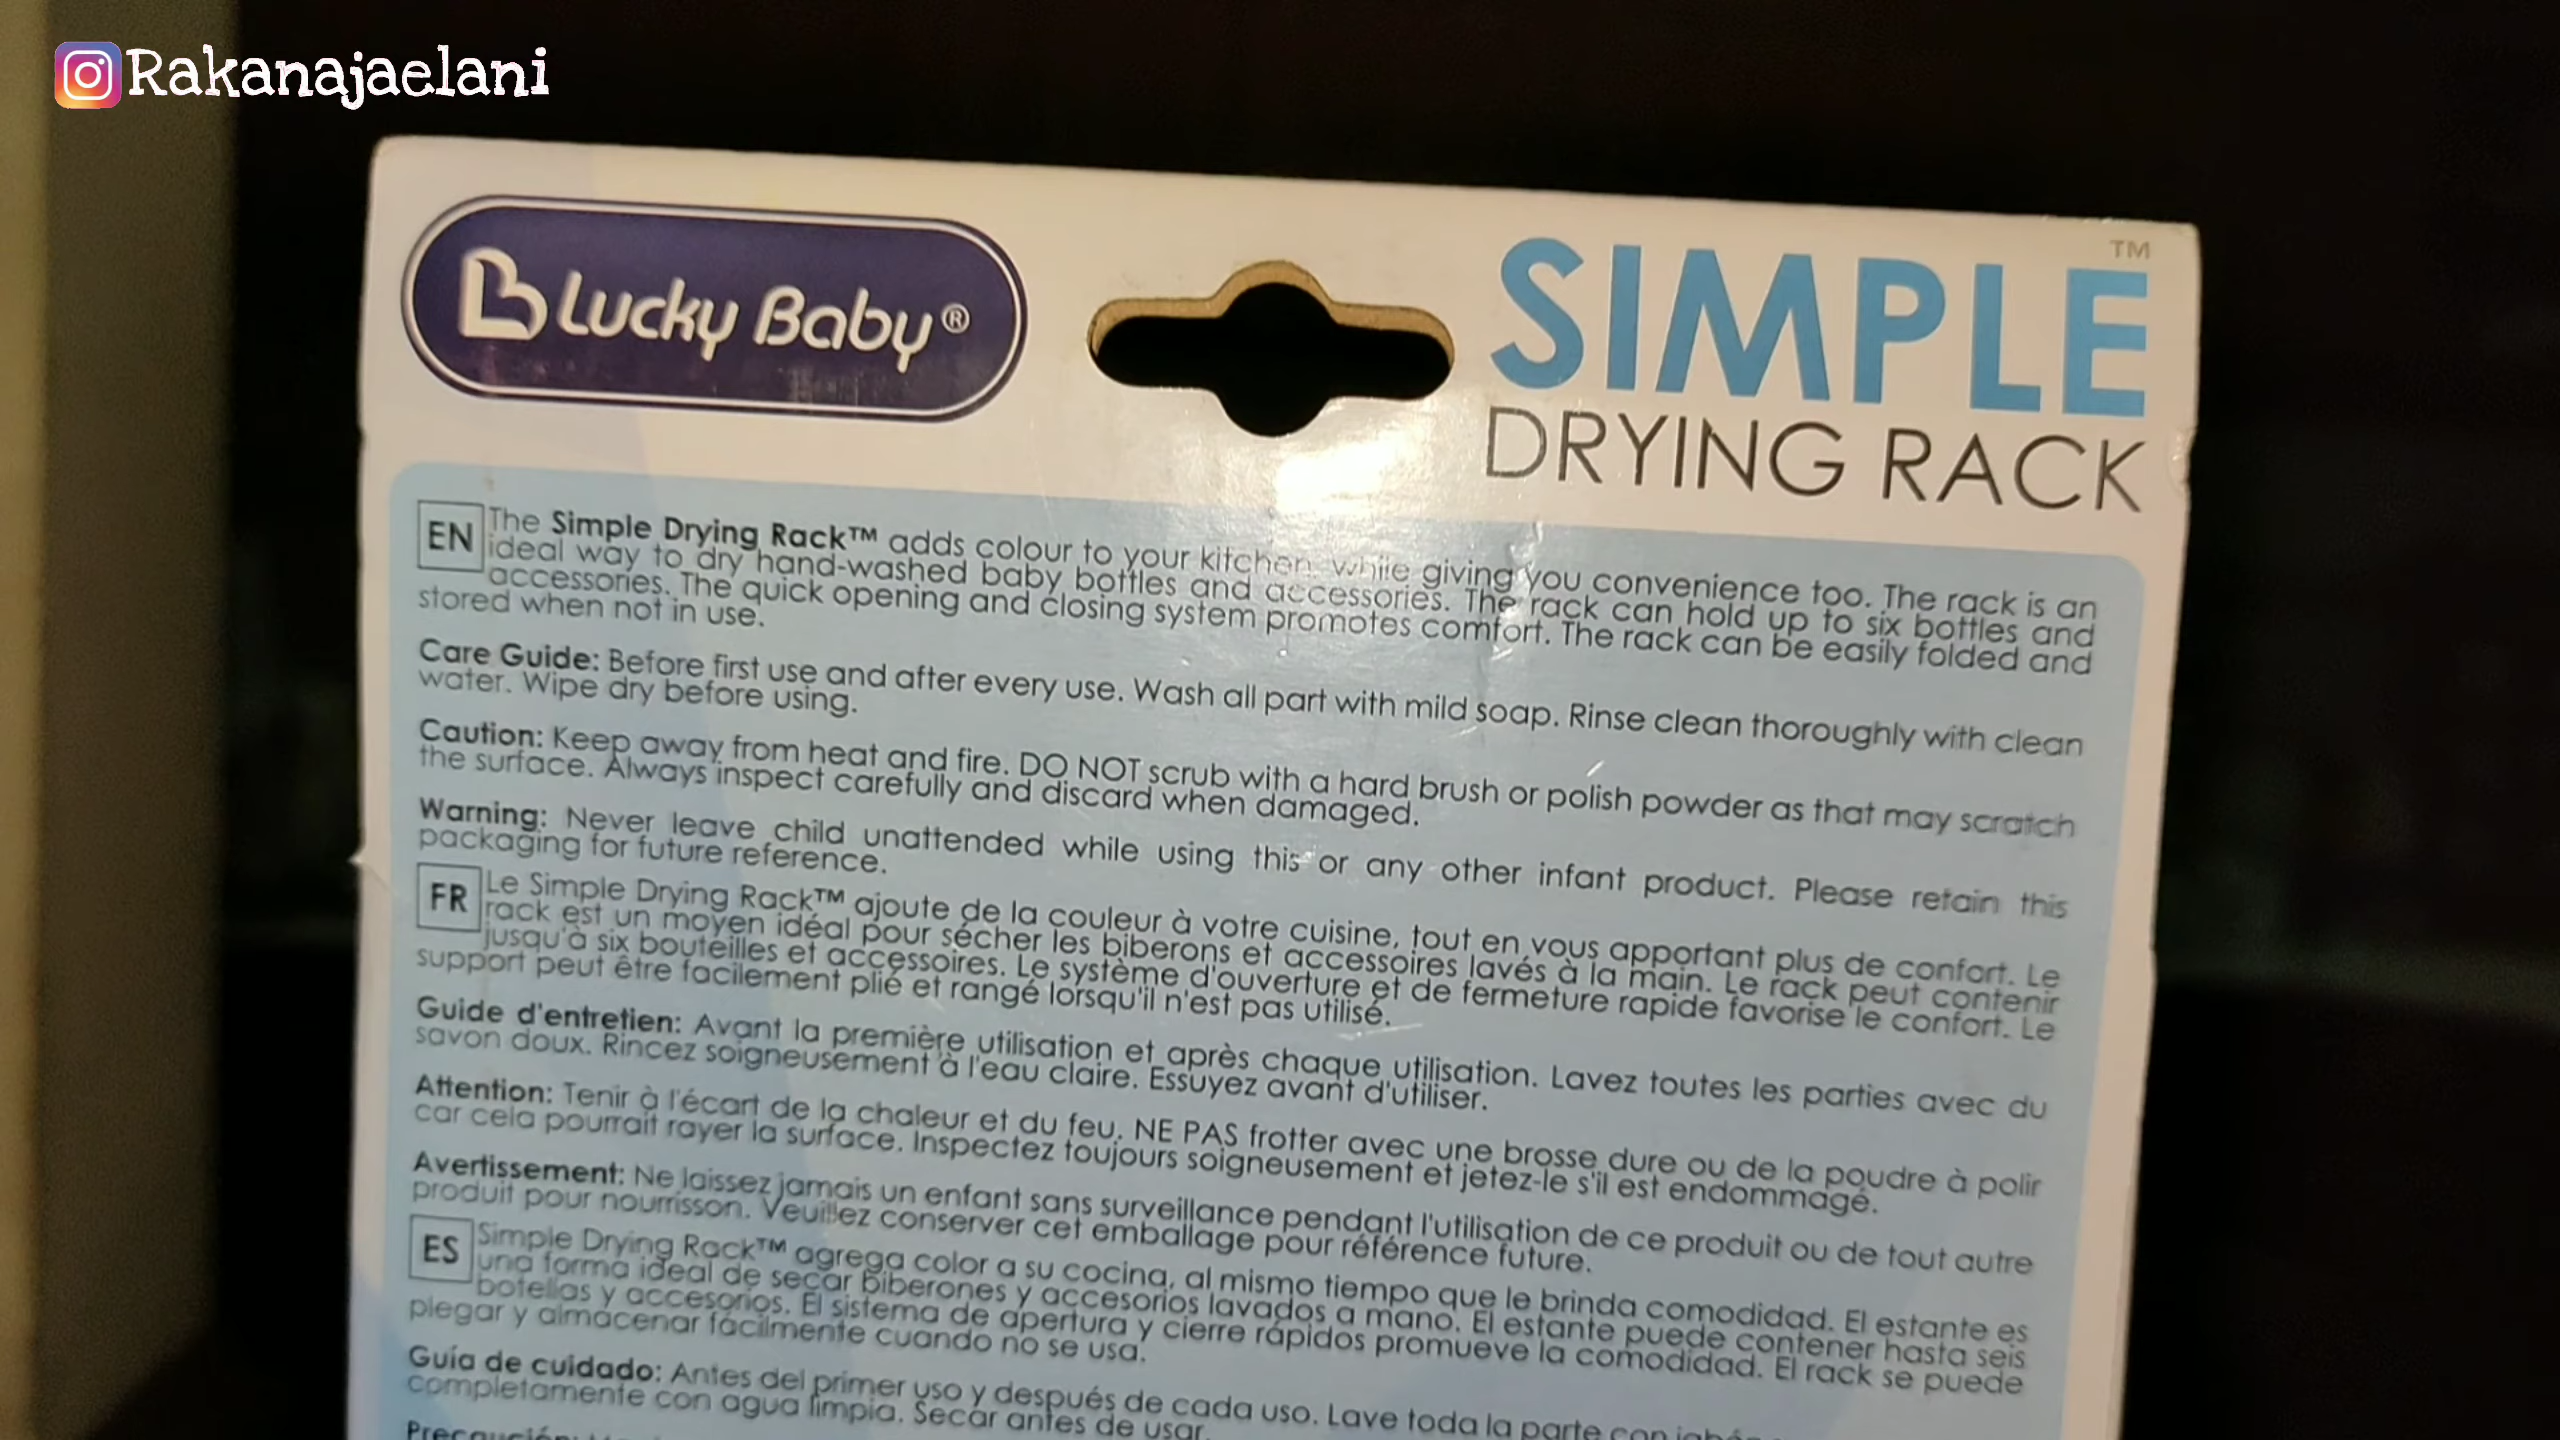 Rakanajaelani
Lucky Baby®
SIMPLE™
DRYING RACK
EN
The Simple Drying Rack™ adds colour to your kitchen, while giving you convenience too. The rack is an
ideal way to dry hand-washed baby bottles and accessories. The rack can hold up to six bottles and
accessories. The quick opening and closing system promotes comfort. The rack can be easily folded and
stored when not in use.
Care Guide: Before first use and after every use. Wash all part with mild soap. Rinse clean thoroughly with clean
water. Wipe dry before using.
Caution: Keep away from heat and fire. DO NOT scrub with a hard brush or polish powder as that may scratch
the surface. Always inspect carefully and discard when damaged.
Warning: Never leave child unattended while using this or any other infant product. Please retain this
packaging for future reference.
FR
Le Simple Drying Rack™ ajoute de la couleur à votre cuisine, tout en vous apportant plus de confort. Le
rack est un moyen idéal pour sécher les biberons et accessoires lavés à la main. Le rack peut contenir
jusqu'à six bouteilles et accessoires. Le système d'ouverture et de fermeture rapide favorise le confort. Le
support peut être facilement plié et rangé lorsqu'il n'est pas utilisé.
Guide d'entretien: Avant la première utilisation et après chaque utilisation. Lavez toutes les parties avec du
savon doux. Rincez soigneusement à l'eau claire. Essuyez avant d'utiliser.
Attention: Tenir à l'écart de la chaleur et du feu. NE PAS frotter avec une brosse dure ou de la poudre à polir
car cela pourrait rayer la surface. Inspectez toujours soigneusement et jetez-le s'il est endommagé.
Avertissement: Ne laissez jamais un enfant sans surveillance pendant l'utilisation de ce produit ou de tout autre
produit pour nourrisson. Veuillez conserver cet emballage pour référence future.
ES
Simple Drying Rack™ agrega color a su cocina, al mismo tiempo que le brinda comodidad. El estante es
una forma ideal de secar biberones y accesorios lavados a mano. El estante puede contener hasta seis
botellas y accesorios. El sistema de apertura y cierre rápidos promueve la comodidad. El rack se puede
plegar y almacenar fácilmente cuando no se usa.
Guía de cuidado: Antes del primer uso y después de cada uso. Lave toda la parte con
completamente con agua limpia. Secar antes de usar.